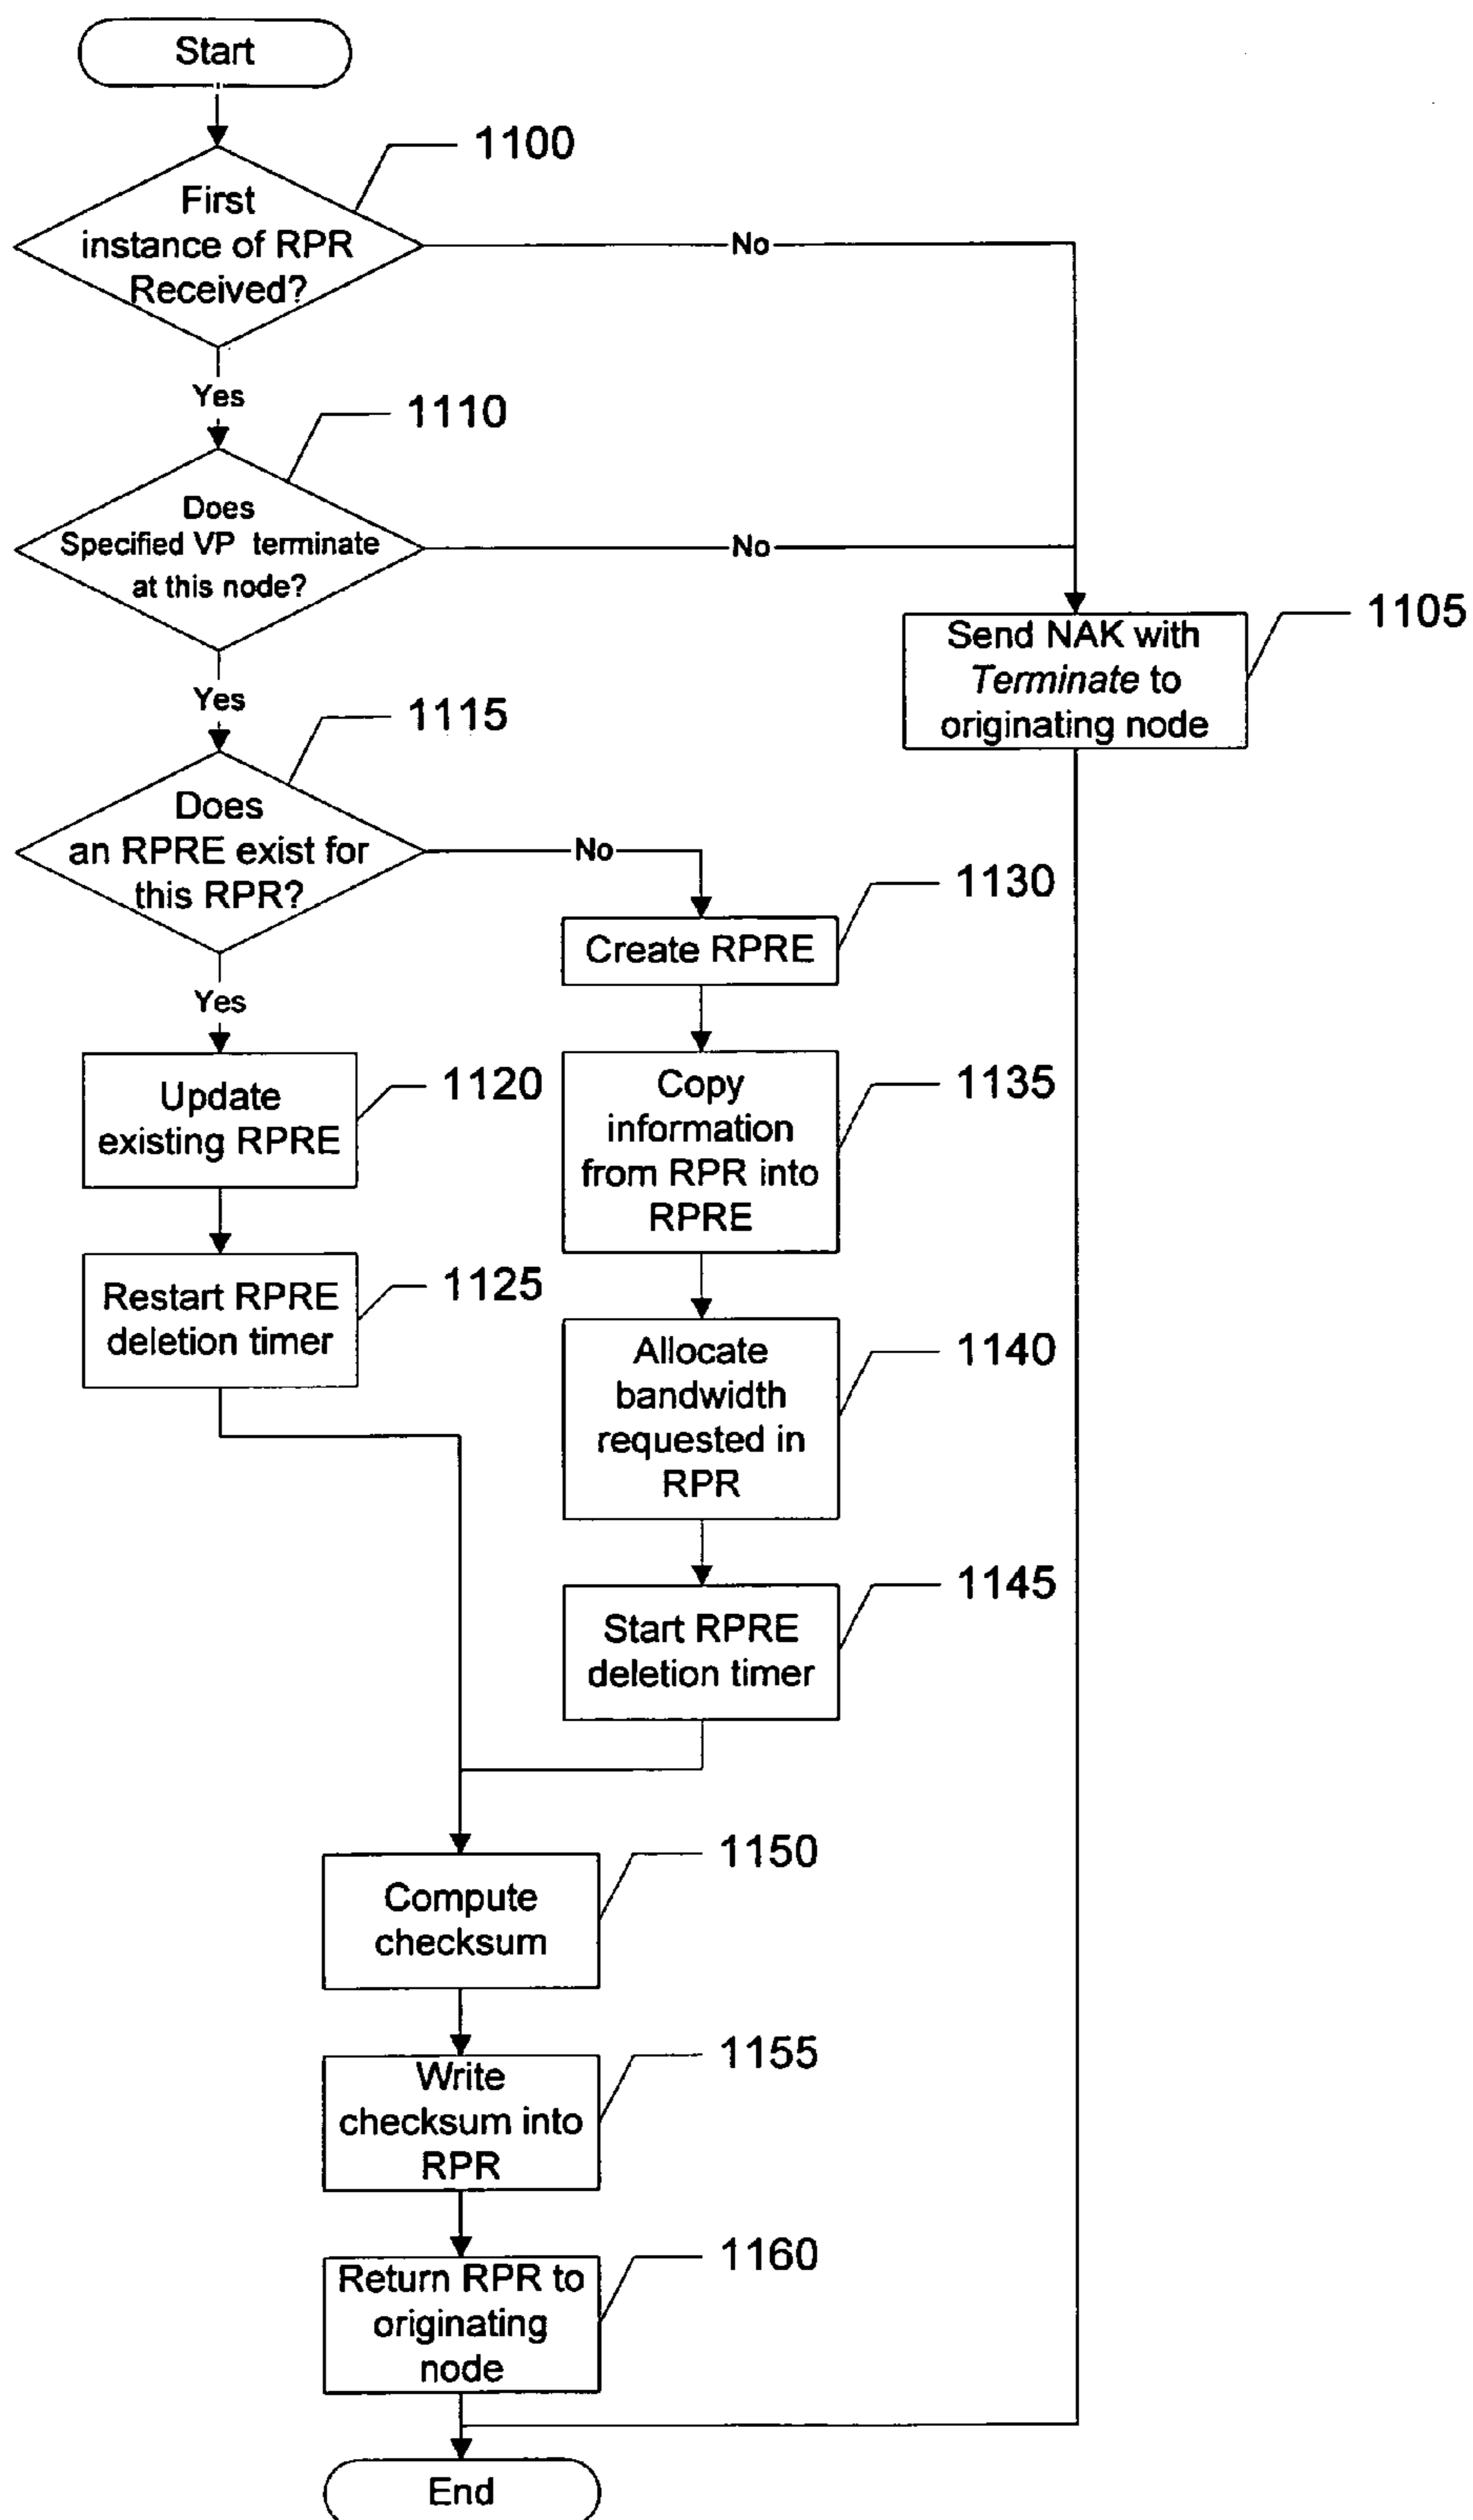 Start
1100
First
instance of RPR
Received?
No
Yes
1110
Does
Specified VP terminate
at this node?
No
1105
Send NAK with
Terminate to
originating node
Yes
1115
Does
an RPRE exist for
this RPR?
No
1130
Create RPRE
Yes
1120
Update
existing RPRE
1135
Copy
information
from RPR into
RPRE
1125
Restart RPRE
deletion timer
1140
Allocate
bandwidth
requested in
RPR
1145
Start RPRE
deletion timer
1150
Compute
checksum
1155
Write
checksum into
RPR
1160
Return RPR to
originating
node
End